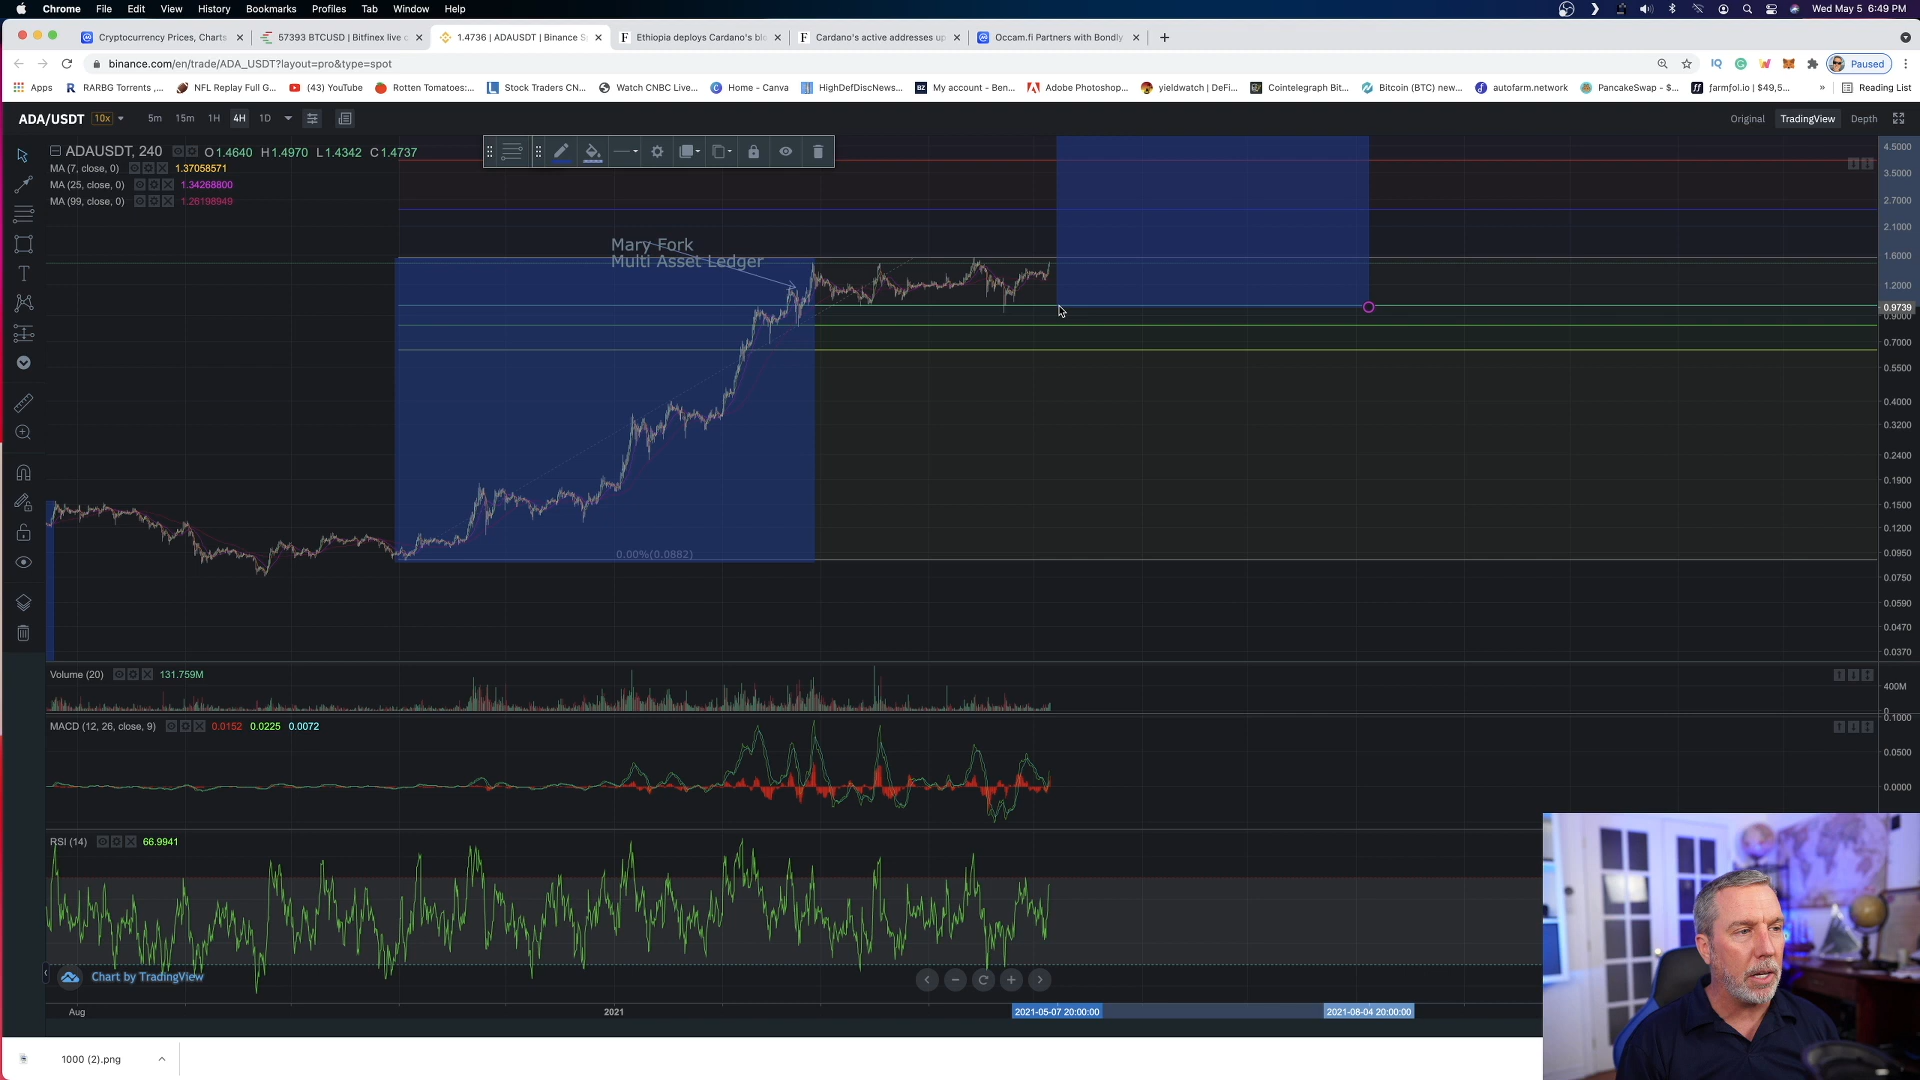 Chrome File Edit View History Bookmarks Profiles Tab Window Help Wed May 5 6:49 PM
Cryptocurrency Prices, Charts 57393 BTCUSD | Bitfinex live c 1.4736 | ADAUSDT | Binance S Ethiopia deploys Cardano's blo Cardano's active addresses up Occam.fi Partners with Bondly
binance.com/en/trade/ADA_USDT?layout=pro&type=spot Paused
Apps RARBG Torrents ,... NFL Replay Full G... (43) YouTube Rotten Tomatoes:... Stock Traders CN... Watch CNBC Live... Home - Canva HighDefDiscNews... My account - Ben... Adobe Photoshop... yieldwatch | DeFi... Cointelegraph Bit... Bitcoin (BTC) new... autofarm.network PancakeSwap - $... ƒarmƒol.io | $49,5... » Reading List
ADA/USDT 10x 5m 15m 1H 4H 1D Original TradingView Depth
ADAUSDT, 240 O1.4640 H1.4970 L1.4342 C1.4737
MA (7, close, 0) 1.37058571
MA (25, close, 0) 1.34268800
MA (99, close, 0) 1.26198949
Mary Fork
Multi Asset Ledger
0.00%(0.0882)
4.5000
3.5000
2.7000
2.1000
1.6000
1.2000
0.9739
0.9000
0.7000
0.5500
0.4000
0.3200
0.2400
0.1900
0.1500
0.1200
0.0950
0.0750
0.0590
0.0470
0.0370
Volume (20) 131.759M
400M
0
MACD (12, 26, close, 9) 0.0152 0.0225 0.0072
0.1000
0.0500
0.0000
RSI (14) 66.9941
Chart by TradingView
Aug 2021 2021-05-07 20:00:00 2021-08-04 20:00:00
1000 (2).png